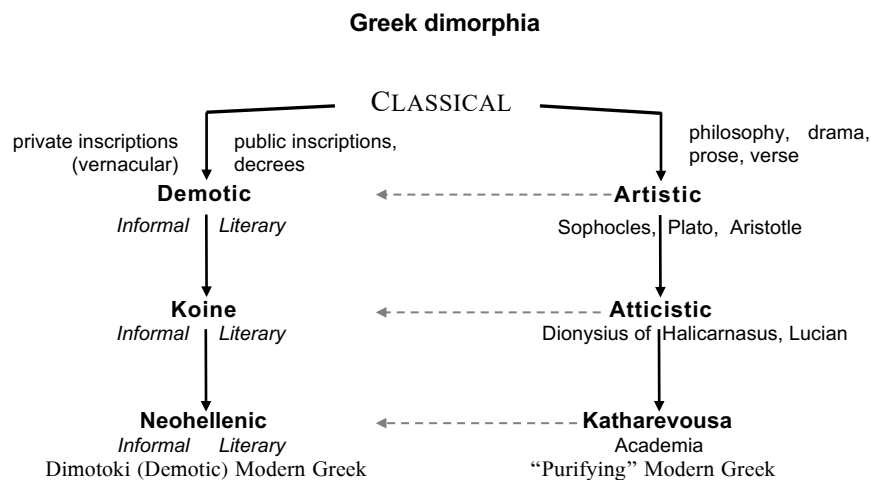 Greek dimorphia
CLASSICAL
private inscriptions
(vernacular)
public inscriptions,
decrees
philosophy, drama,
prose, verse
Demotic
Artistic
Informal Literary
Sophocles, Plato, Aristotle
Koine
Atticistic
Informal Literary
Dionysius of Halicarnasus, Lucian
Neohellenic
Katharevousa
Informal Literary
Academia
Dimotoki (Demotic) Modern Greek
“Purifying” Modern Greek